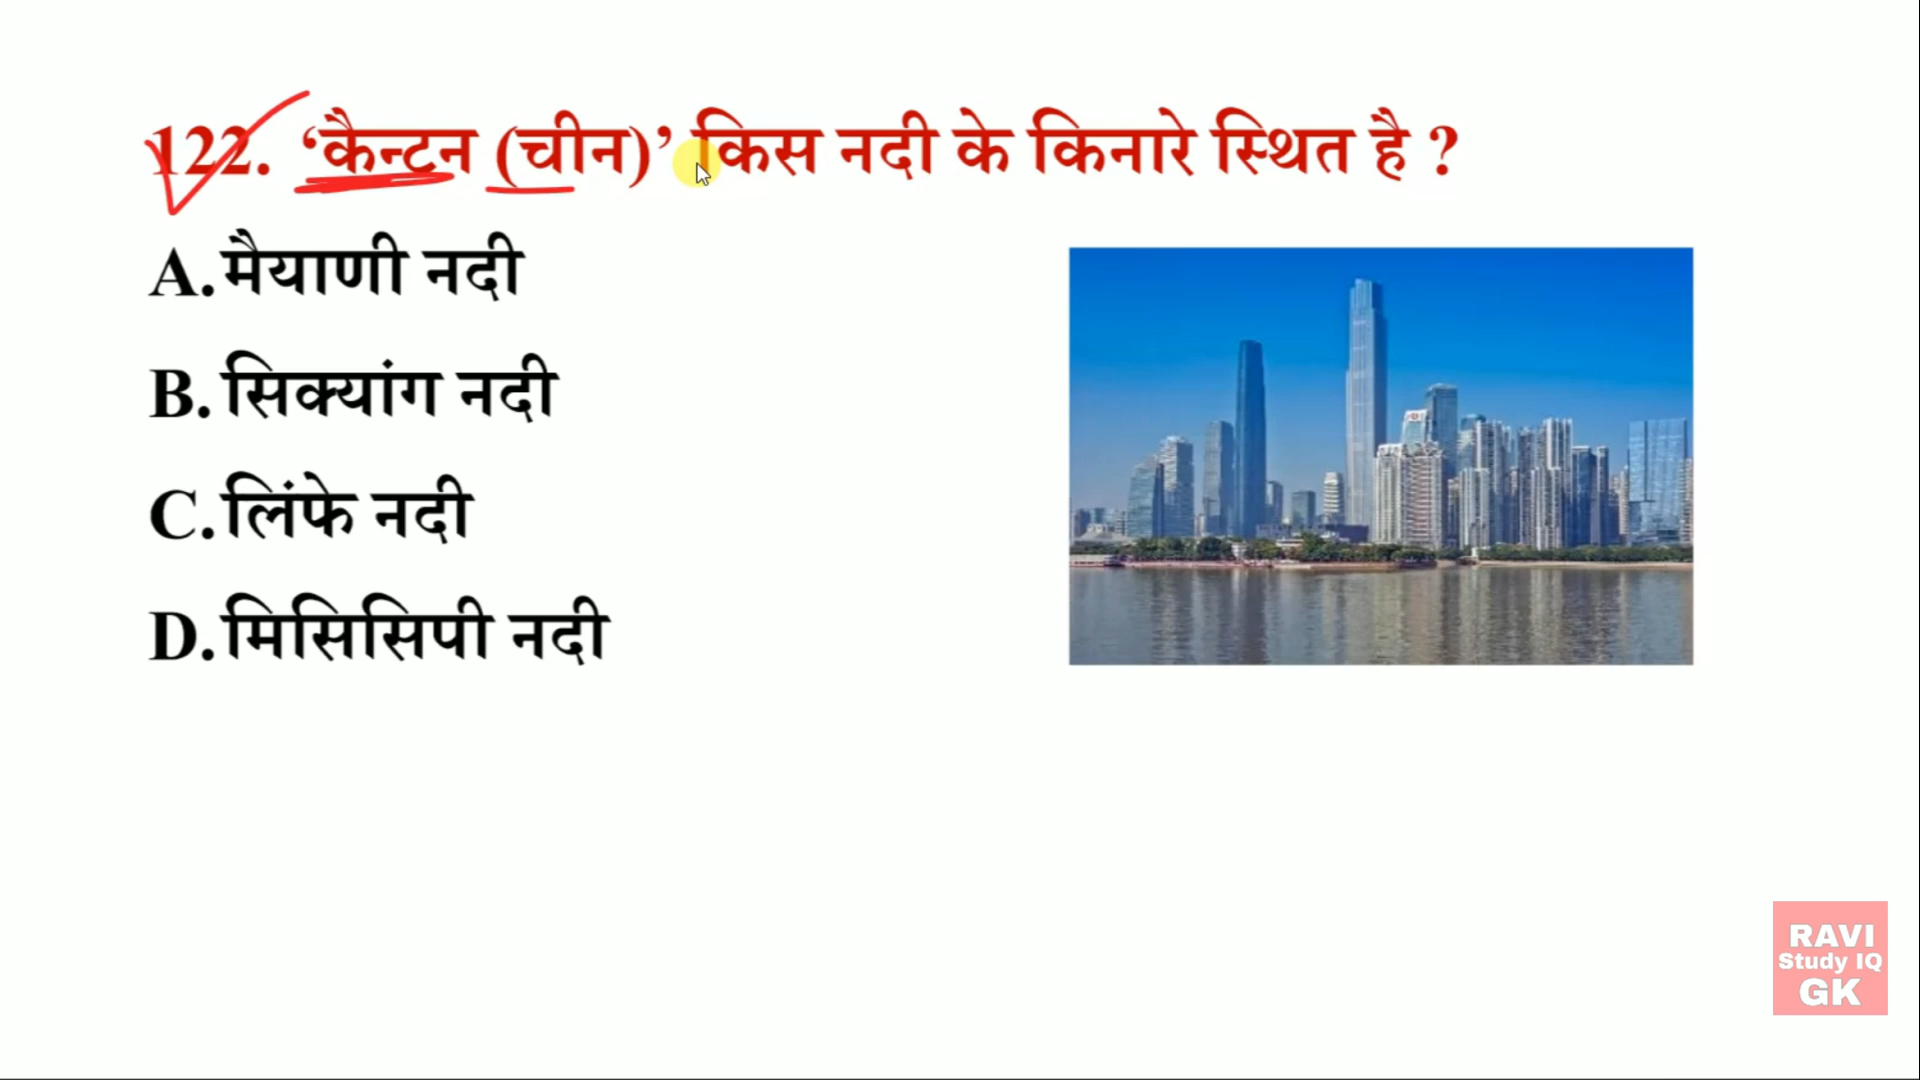 122. ‘कैन्टन (चीन)’ किस नदी के किनारे स्थित है ?
A. मैयाणी नदी
B. सिक्यांग नदी
C. लिंफे नदी
D. मिसिसिपी नदी
RAVI
Study IQ
GK